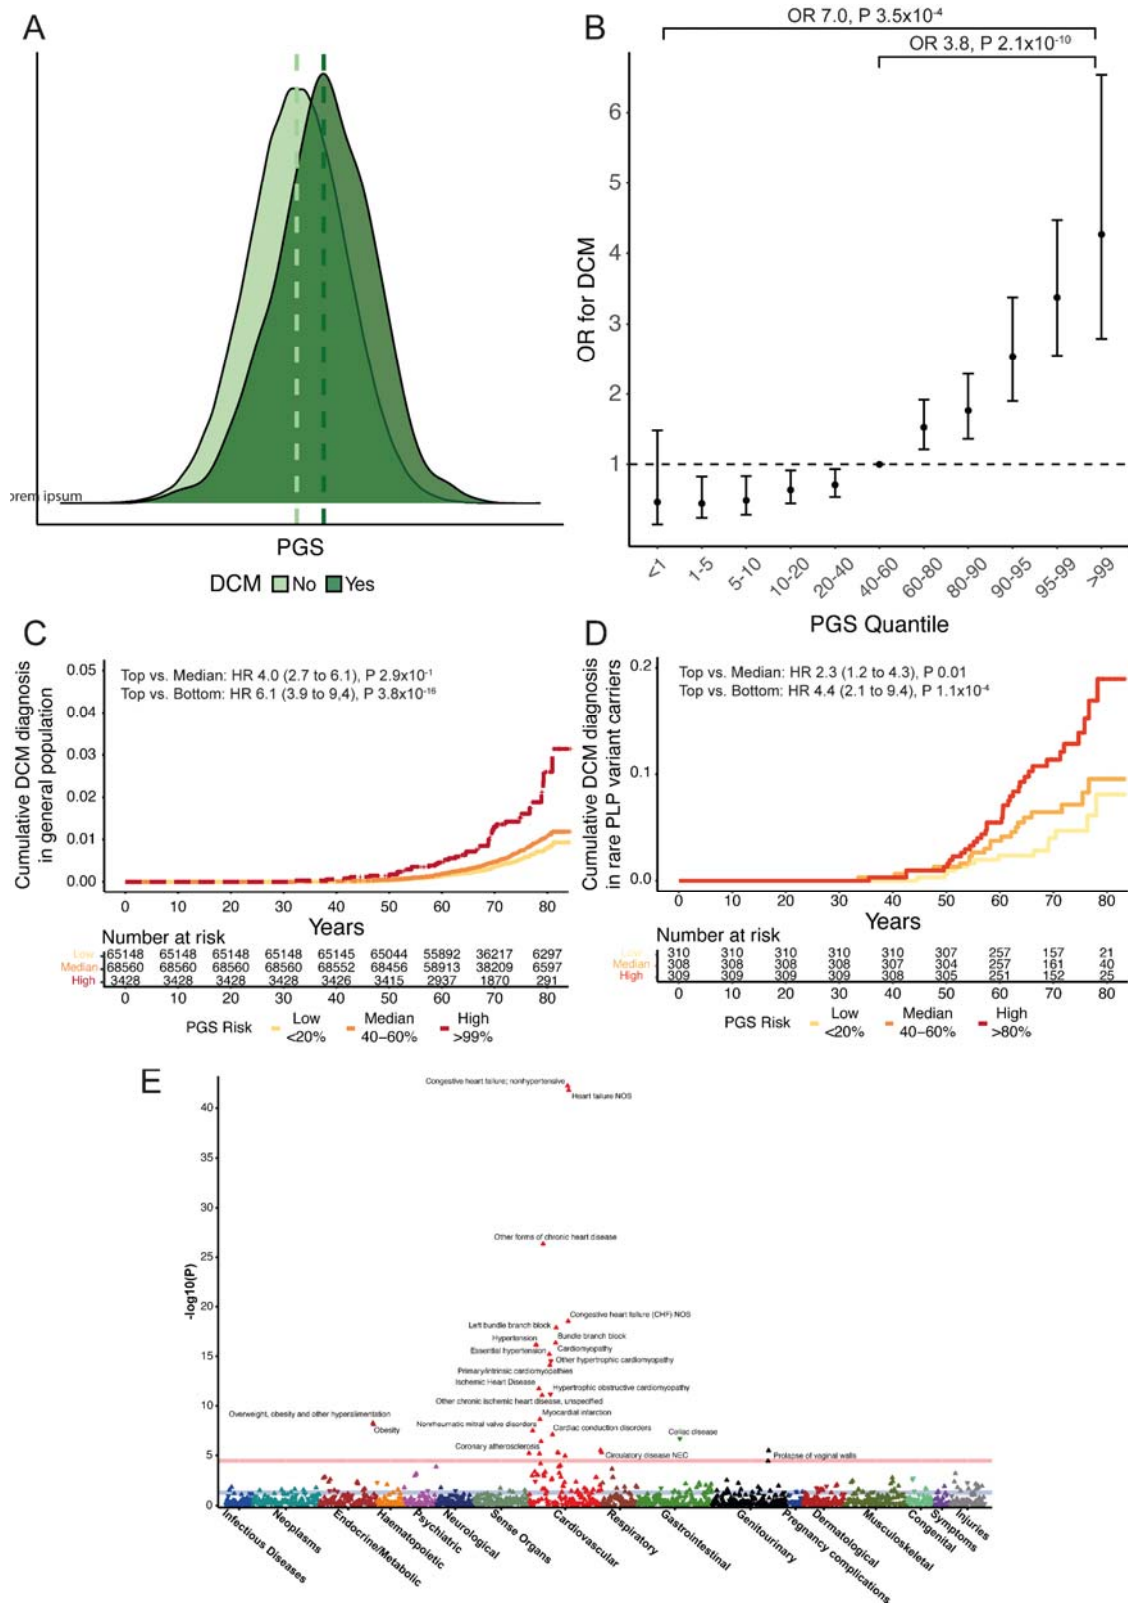 A
orem ipsum
PGS
DCM No Yes
B
OR 7.0, P 3.5x10⁻⁴
OR 3.8, P 2.1x10⁻¹⁰
OR for DCM
6
5
4
3
2
1
<1 1-5 5-10 10-20 20-40 40-60 60-80 80-90 90-95 95-99 >99
PGS Quantile
C
Top vs. Median: HR 4.0 (2.7 to 6.1), P 2.9x10⁻¹
Top vs. Bottom: HR 6.1 (3.9 to 9,4), P 3.8x10⁻¹⁶
Cumulative DCM diagnosis
in general population
0.05
0.04
0.03
0.02
0.01
0.00
0 10 20 30 40 50 60 70 80
Years
Number at risk
Low 65148 65148 65148 65148 65145 65044 55892 36217 6297
Median 68560 68560 68560 68560 68552 68456 58913 38209 6597
High 3428 3428 3428 3428 3426 3415 2937 1870 291
0 10 20 30 40 50 60 70 80
PGS Risk Low Median High
<20% 40–60% >99%
D
Top vs. Median: HR 2.3 (1.2 to 4.3), P 0.01
Top vs. Bottom: HR 4.4 (2.1 to 9.4), P 1.1x10⁻⁴
Cumulative DCM diagnosis
in rare PLP variant carriers
0.2
0.1
0.0
0 10 20 30 40 50 60 70 80
Years
Number at risk
Low 310 310 310 310 310 307 257 157 21
Median 308 308 308 308 307 304 257 161 40
High 309 309 309 309 308 305 251 152 25
0 10 20 30 40 50 60 70 80
PGS Risk Low Median High
<20% 40–60% >80%
E
-log10(P)
40
35
30
25
20
15
10
5
0
Congestive heart failure; nonhypertensive
Heart failure NOS
Other forms of chronic heart disease
Congestive heart failure (CHF) NOS
Left bundle branch block
Bundle branch block
Hypertension
Cardiomyopathy
Essential hypertension
Other hypertrophic cardiomyopathy
Primary/intrinsic cardiomyopathies
Ischemic Heart Disease
Hypertrophic obstructive cardiomyopathy
Other chronic ischemic heart disease, unspecified
Myocardial infarction
Overweight, obesity and other hyperalimentation
Obesity
Nonrheumatic mitral valve disorders
Cardiac conduction disorders
Celiac disease
Coronary atherosclerosis
Circulatory disease NEC
Prolapse of vaginal walls
Infectious Diseases
Neoplasms
Endocrine/Metabolic
Haematopoietic
Psychiatric
Neurological
Sense Organs
Cardiovascular
Respiratory
Gastrointestinal
Genitourinary
Pregnancy complications
Dermatological
Musculoskeletal
Congenital
Symptoms
Injuries